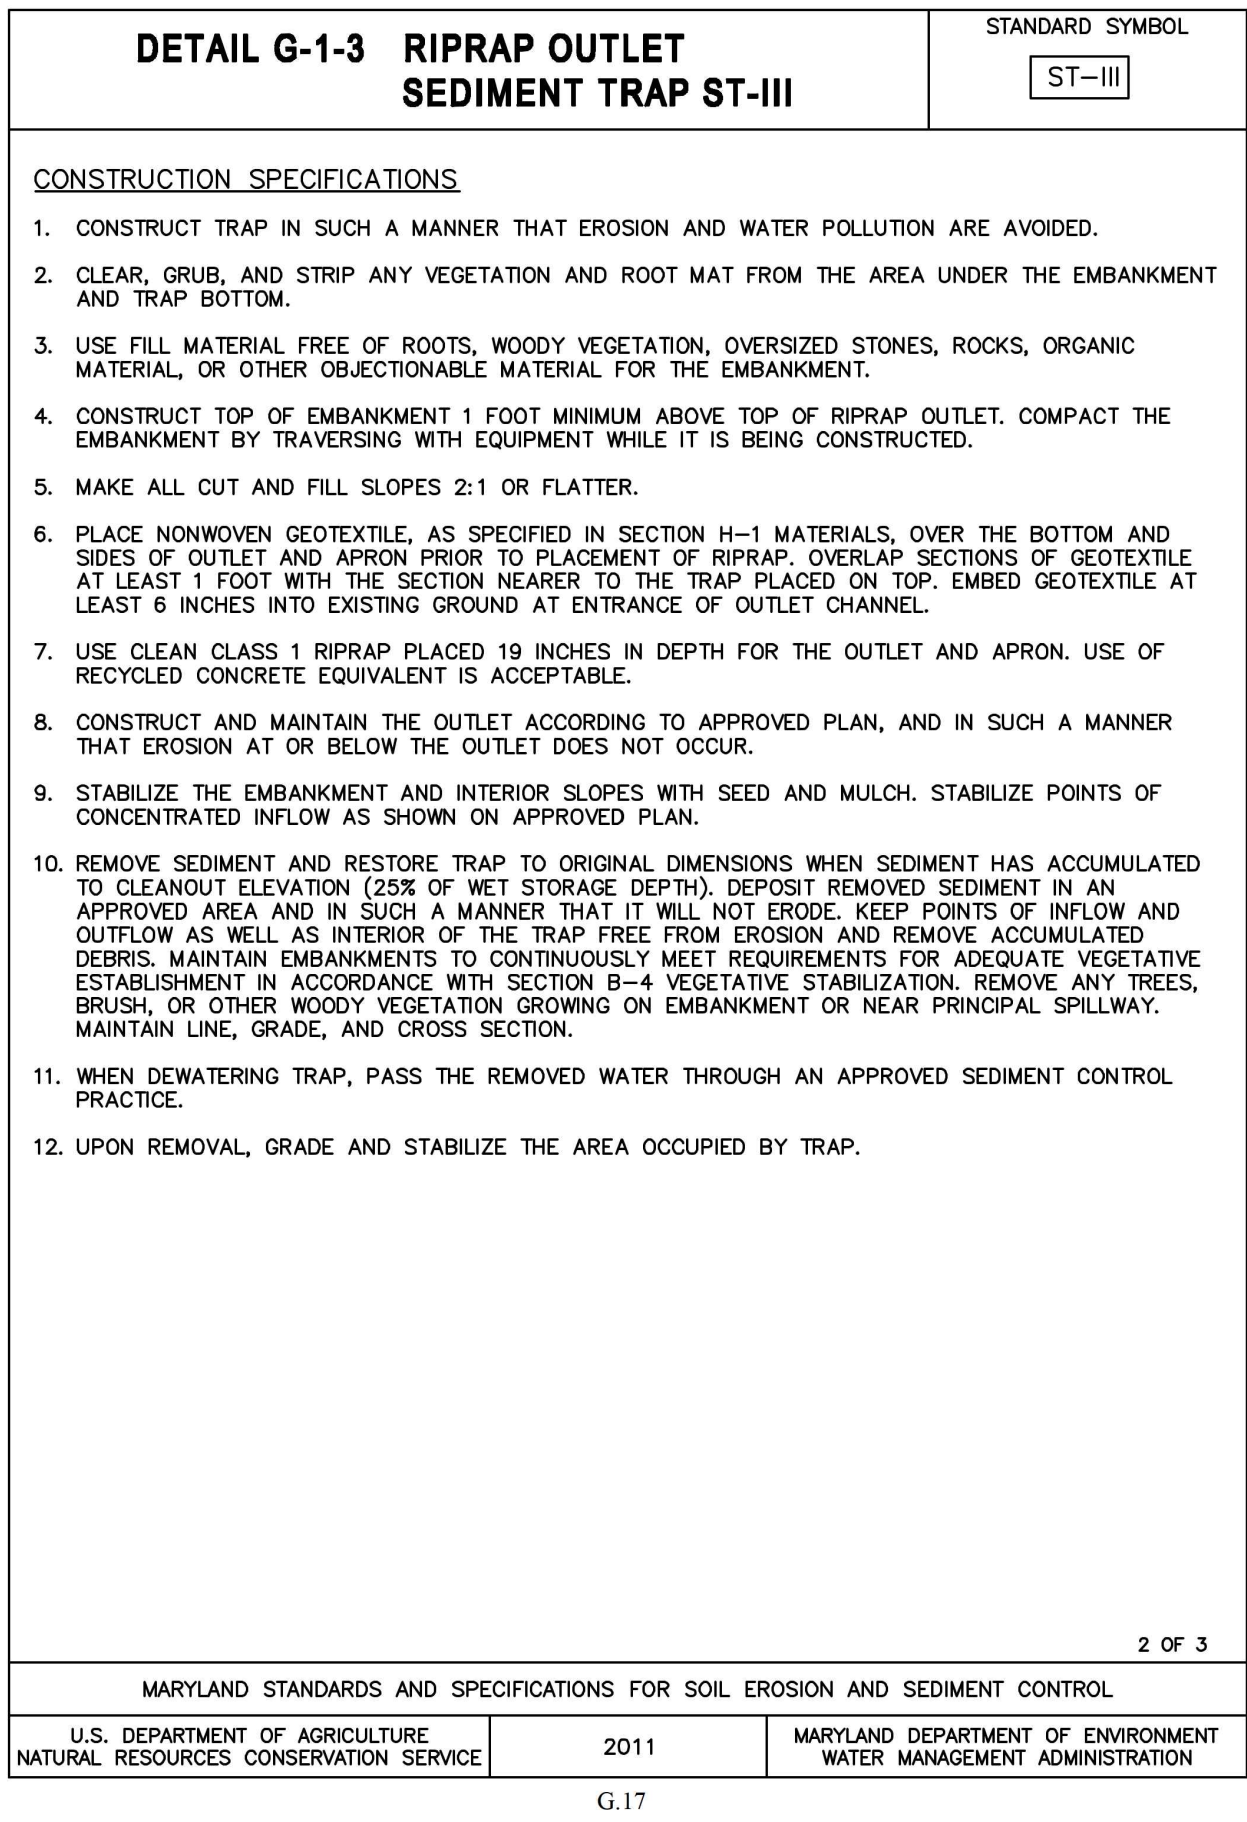 DETAIL G-1-3 RIPRAP OUTLET
SEDIMENT TRAP ST-III
STANDARD SYMBOL
ST-III
CONSTRUCTION SPECIFICATIONS
1. CONSTRUCT TRAP IN SUCH A MANNER THAT EROSION AND WATER POLLUTION ARE AVOIDED.
2. CLEAR, GRUB, AND STRIP ANY VEGETATION AND ROOT MAT FROM THE AREA UNDER THE EMBANKMENT
AND TRAP BOTTOM.
3. USE FILL MATERIAL FREE OF ROOTS, WOODY VEGETATION, OVERSIZED STONES, ROCKS, ORGANIC
MATERIAL, OR OTHER OBJECTIONABLE MATERIAL FOR THE EMBANKMENT.
4. CONSTRUCT TOP OF EMBANKMENT 1 FOOT MINIMUM ABOVE TOP OF RIPRAP OUTLET. COMPACT THE
EMBANKMENT BY TRAVERSING WITH EQUIPMENT WHILE IT IS BEING CONSTRUCTED.
5. MAKE ALL CUT AND FILL SLOPES 2:1 OR FLATTER.
6. PLACE NONWOVEN GEOTEXTILE, AS SPECIFIED IN SECTION H-1 MATERIALS, OVER THE BOTTOM AND
SIDES OF OUTLET AND APRON PRIOR TO PLACEMENT OF RIPRAP. OVERLAP SECTIONS OF GEOTEXTILE
AT LEAST 1 FOOT WITH THE SECTION NEARER TO THE TRAP PLACED ON TOP. EMBED GEOTEXTILE AT
LEAST 6 INCHES INTO EXISTING GROUND AT ENTRANCE OF OUTLET CHANNEL.
7. USE CLEAN CLASS 1 RIPRAP PLACED 19 INCHES IN DEPTH FOR THE OUTLET AND APRON. USE OF
RECYCLED CONCRETE EQUIVALENT IS ACCEPTABLE.
8. CONSTRUCT AND MAINTAIN THE OUTLET ACCORDING TO APPROVED PLAN, AND IN SUCH A MANNER
THAT EROSION AT OR BELOW THE OUTLET DOES NOT OCCUR.
9. STABILIZE THE EMBANKMENT AND INTERIOR SLOPES WITH SEED AND MULCH. STABILIZE POINTS OF
CONCENTRATED INFLOW AS SHOWN ON APPROVED PLAN.
10. REMOVE SEDIMENT AND RESTORE TRAP TO ORIGINAL DIMENSIONS WHEN SEDIMENT HAS ACCUMULATED
TO CLEANOUT ELEVATION (25% OF WET STORAGE DEPTH). DEPOSIT REMOVED SEDIMENT IN AN
APPROVED AREA AND IN SUCH A MANNER THAT IT WILL NOT ERODE. KEEP POINTS OF INFLOW AND
OUTFLOW AS WELL AS INTERIOR OF THE TRAP FREE FROM EROSION AND REMOVE ACCUMULATED
DEBRIS. MAINTAIN EMBANKMENTS TO CONTINUOUSLY MEET REQUIREMENTS FOR ADEQUATE VEGETATIVE
ESTABLISHMENT IN ACCORDANCE WITH SECTION B-4 VEGETATIVE STABILIZATION. REMOVE ANY TREES,
BRUSH, OR OTHER WOODY VEGETATION GROWING ON EMBANKMENT OR NEAR PRINCIPAL SPILLWAY.
MAINTAIN LINE, GRADE, AND CROSS SECTION.
11. WHEN DEWATERING TRAP, PASS THE REMOVED WATER THROUGH AN APPROVED SEDIMENT CONTROL
PRACTICE.
12. UPON REMOVAL, GRADE AND STABILIZE THE AREA OCCUPIED BY TRAP.
2 OF 3
MARYLAND STANDARDS AND SPECIFICATIONS FOR SOIL EROSION AND SEDIMENT CONTROL
U.S. DEPARTMENT OF AGRICULTURE
NATURAL RESOURCES CONSERVATION SERVICE
2011
MARYLAND DEPARTMENT OF ENVIRONMENT
WATER MANAGEMENT ADMINISTRATION
G.17